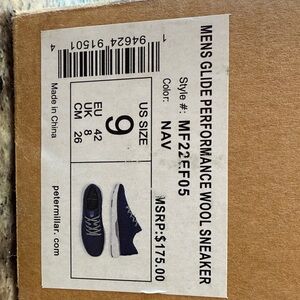 MENS GLIDE PERFORMANCE WOOL SNEAKER
Style #: MF22EF05
Color: NAV
MSRP:$175.00
US SIZE
9
EU 42
UK 8
CM 26
1 94624 91501 4
Made in China
petermillar.com